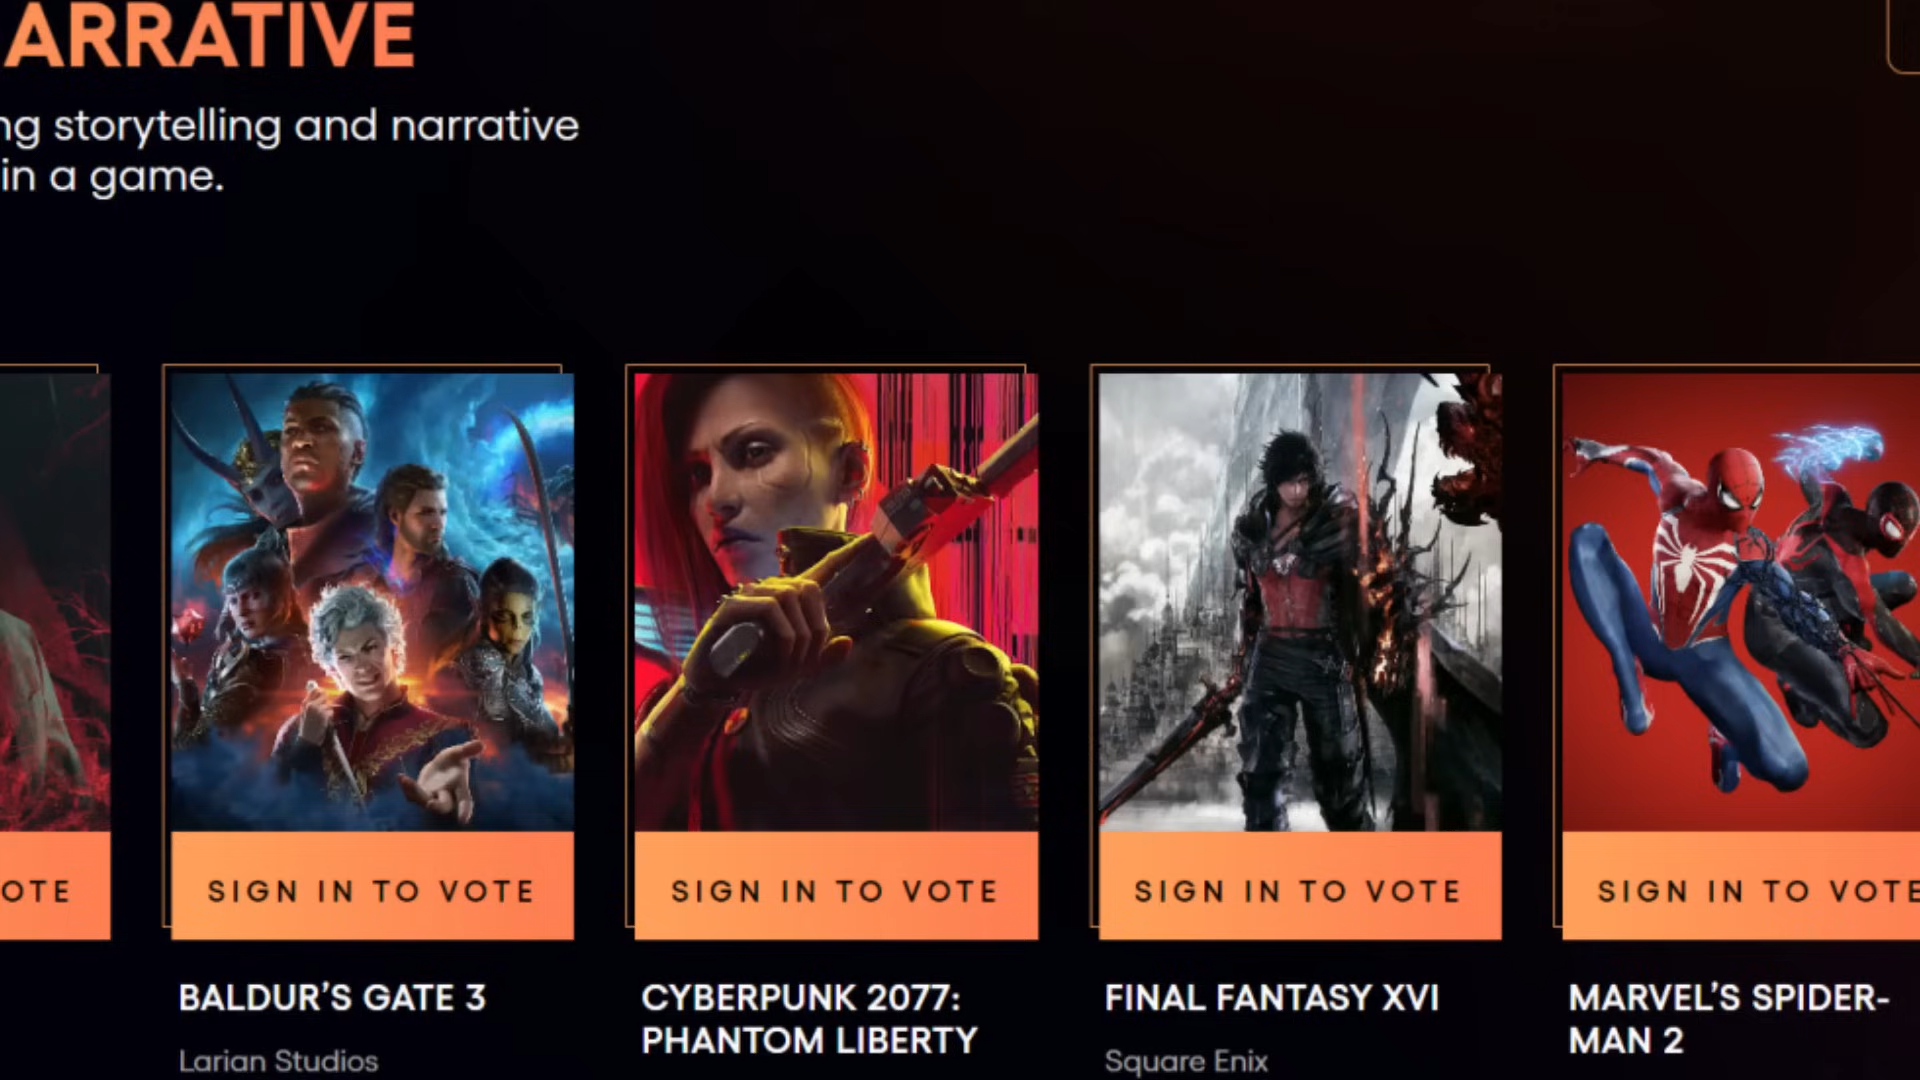 ARRATIVE
ng storytelling and narrative
in a game.
OTE
SIGN IN TO VOTE
SIGN IN TO VOTE
SIGN IN TO VOTE
SIGN IN TO VOTE
BALDUR’S GATE 3
Larian Studios
CYBERPUNK 2077:
PHANTOM LIBERTY
FINAL FANTASY XVI
Square Enix
MARVEL’S SPIDER-
MAN 2